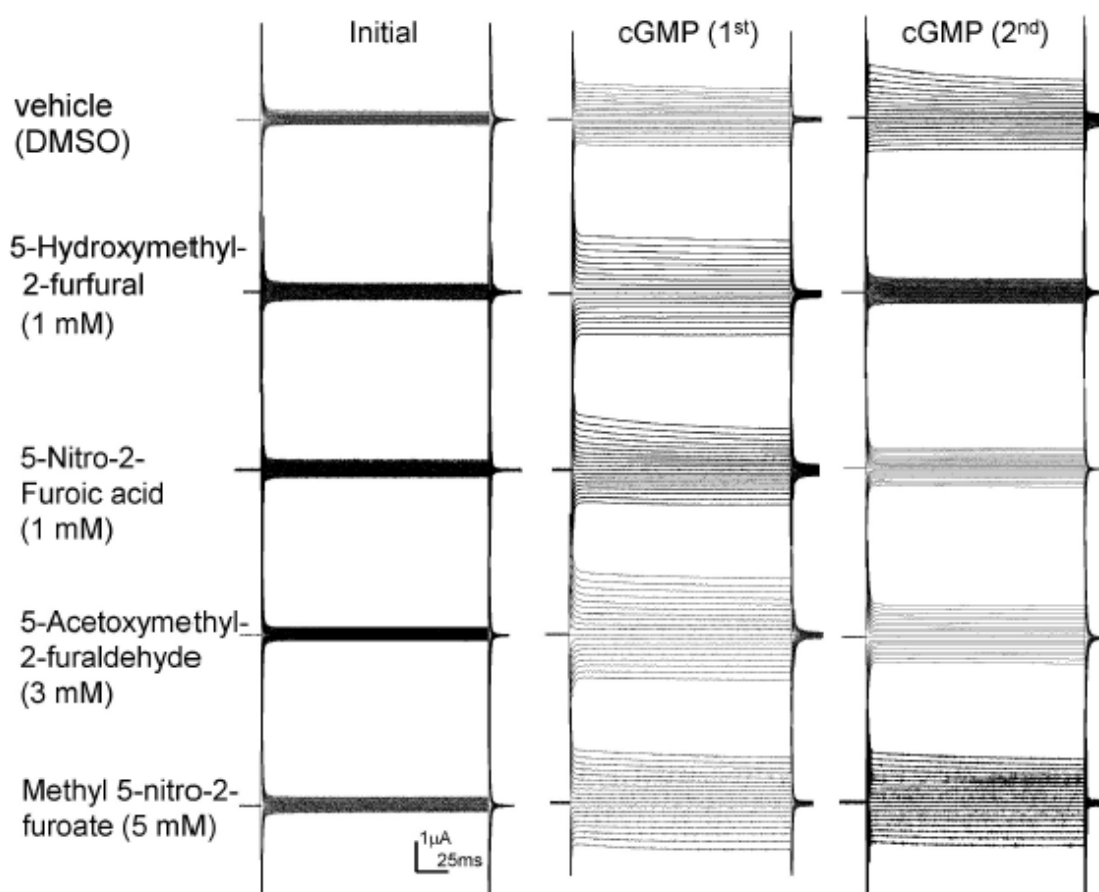 Initial
cGMP (1st)
cGMP (2nd)
vehicle
(DMSO)
5-Hydroxymethyl-
2-furfural
(1 mM)
5-Nitro-2-
Furoic acid
(1 mM)
5-Acetoxymethyl-
2-furaldehyde
(3 mM)
Methyl 5-nitro-2-
furoate (5 mM)
1µA
25ms